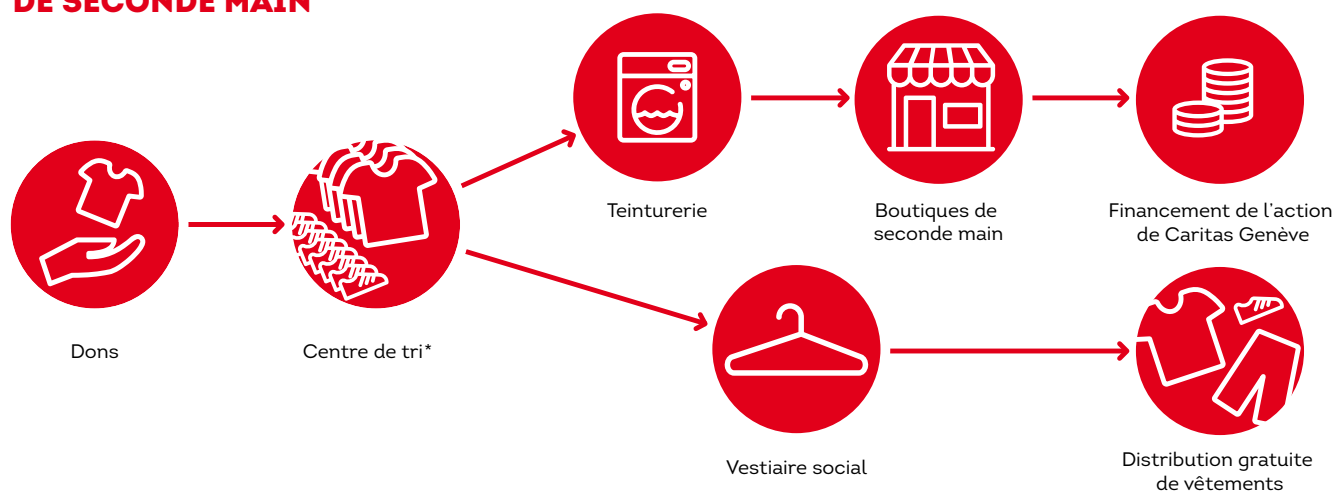 DE SECONDE MAIN
Dons
Centre de tri*
Teinturerie
Boutiques de
seconde main
Financement de l'action
de Caritas Genève
Vestiaire social
Distribution gratuite
de vêtements